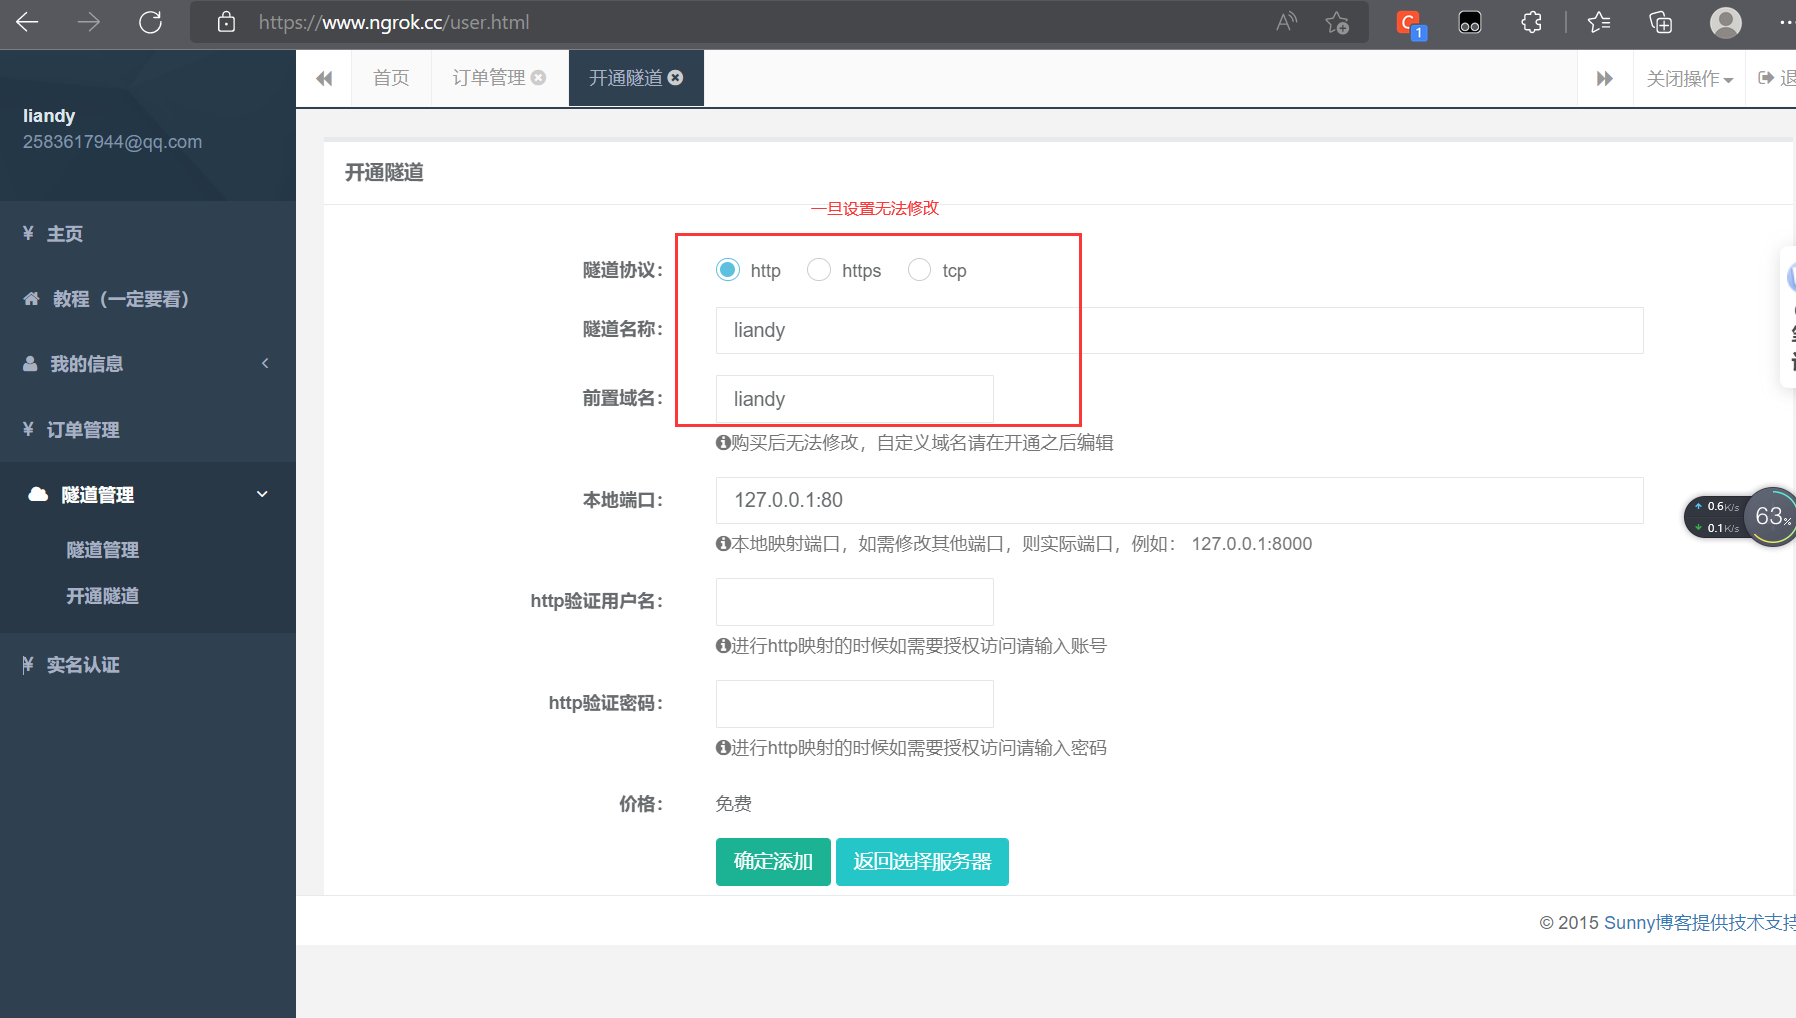 https://www.ngrok.cc/user.html
1
liandy
2583617944@qq.com
主页
教程（一定要看）
我的信息
订单管理
隧道管理
隧道管理
开通隧道
实名认证
首页
订单管理
开通隧道
关闭操作
退
开通隧道
一旦设置无法修改
隧道协议：
http
https
tcp
隧道名称：
liandy
前置域名：
liandy
购买后无法修改，自定义域名请在开通之后编辑
本地端口：
127.0.0.1:80
本地映射端口，如需修改其他端口，则实际端口，例如： 127.0.0.1:8000
http验证用户名：
进行http映射的时候如需要授权访问请输入账号
http验证密码：
进行http映射的时候如需要授权访问请输入密码
价格：
免费
确定添加
返回选择服务器
0.6K/s
0.1K/s
63%
© 2015 Sunny博客提供技术支持